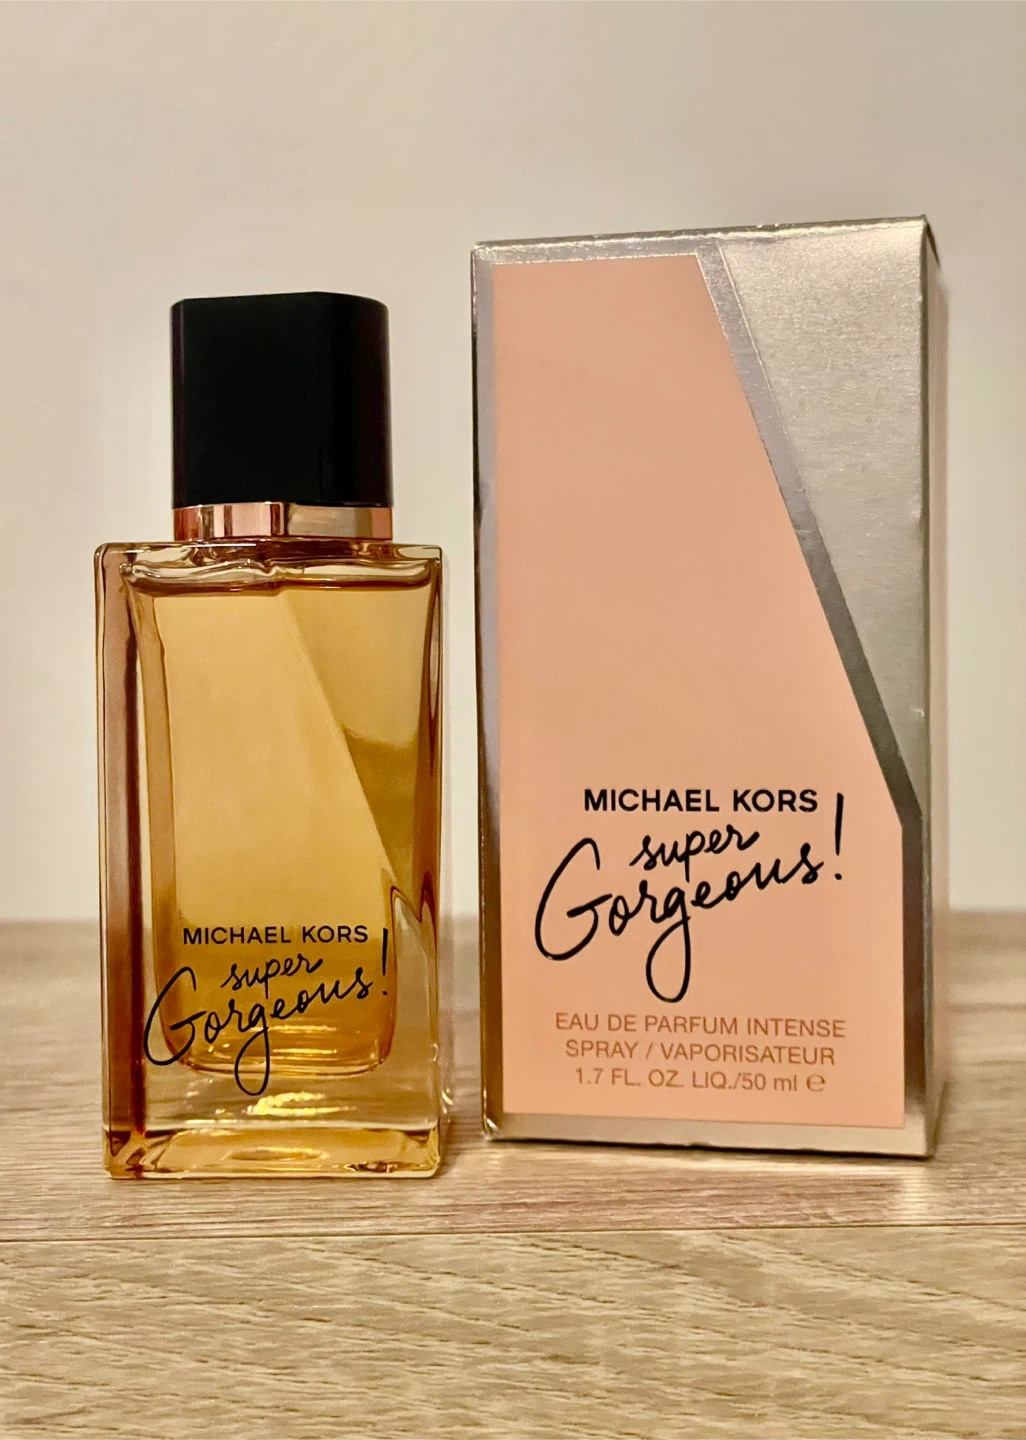 MICHAEL KORS
super
Gorgeous!
MICHAEL KORS
super
Gorgeous!
EAU DE PARFUM INTENSE
SPRAY / VAPORISATEUR
1.7 FL. OZ. LIQ./50 ml ℮